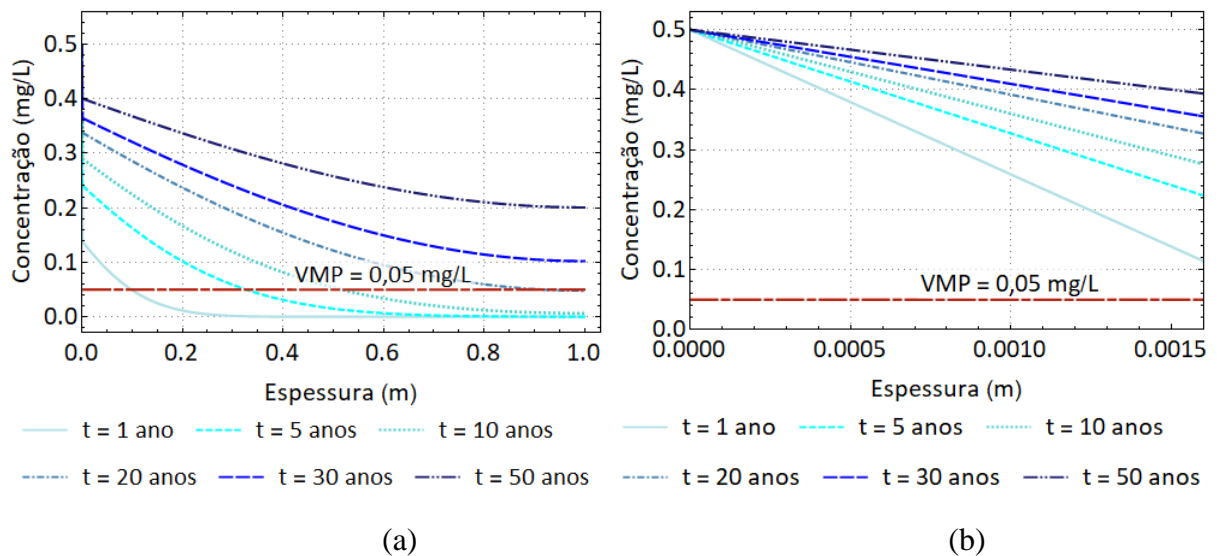 (a)
0.5
0.4
0.3
0.2
0.1
0.0
Concentração (mg/L)
VMP = 0,05 mg/L
0.0 0.2 0.4 0.6 0.8 1.0
Espessura (m)
t = 1 ano t = 5 anos t = 10 anos
t = 20 anos t = 30 anos t = 50 anos
(a)
(b)
0.5
0.4
0.3
0.2
0.1
0.0
Concentração (mg/L)
VMP = 0,05 mg/L
0.0000 0.0005 0.0010 0.0015
Espessura (m)
t = 1 ano t = 5 anos t = 10 anos
t = 20 anos t = 30 anos t = 50 anos
(b)